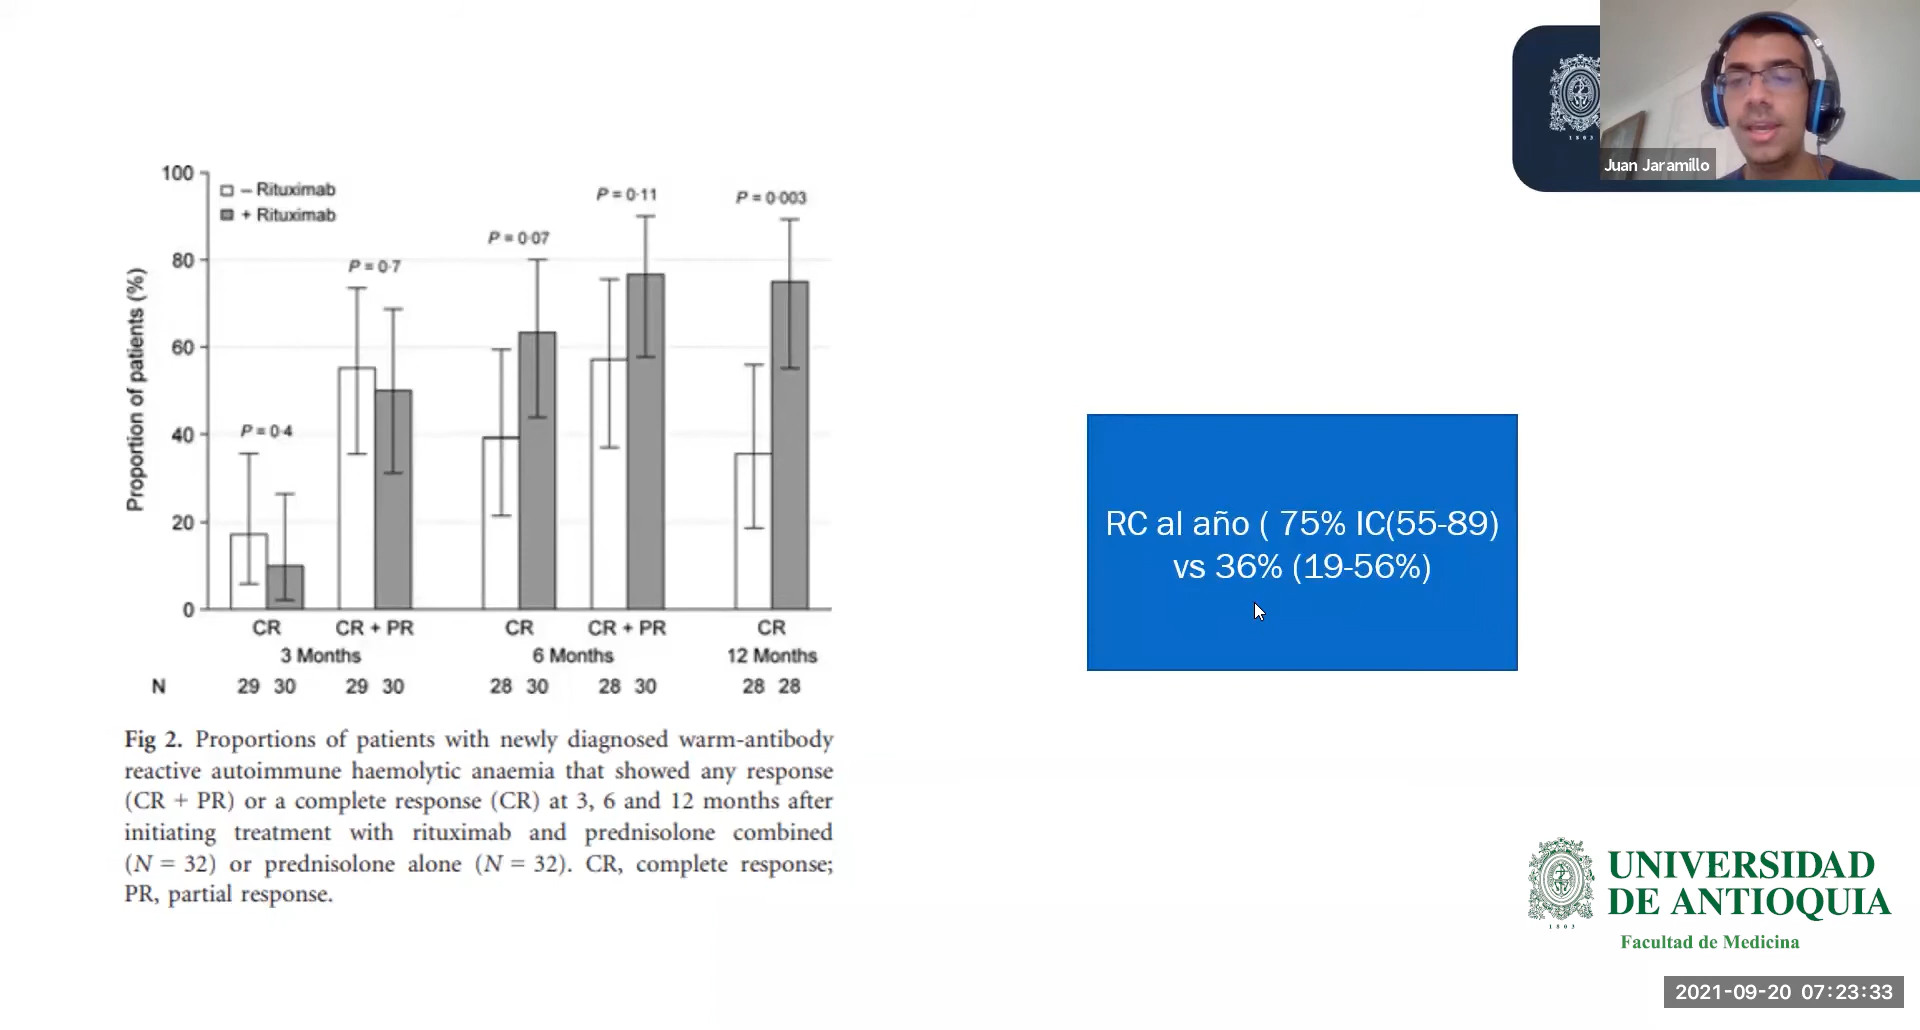 Juan Jaramillo
1803
100
80
60
40
20
0
Proportion of patients (%)
– Rituximab
+ Rituximab
P = 0·4
P = 0·7
P = 0·07
P = 0·11
P = 0·003
CR CR + PR CR CR + PR CR
3 Months 6 Months 12 Months
N 29 30 29 30 28 30 28 30 28 28
Fig 2. Proportions of patients with newly diagnosed warm-antibody
reactive autoimmune haemolytic anaemia that showed any response
(CR + PR) or a complete response (CR) at 3, 6 and 12 months after
initiating treatment with rituximab and prednisolone combined
(N = 32) or prednisolone alone (N = 32). CR, complete response;
PR, partial response.
RC al año ( 75% IC(55-89)
vs 36% (19-56%)
UNIVERSIDAD
DE ANTIOQUIA
1803
Facultad de Medicina
2021-09-20 07:23:33